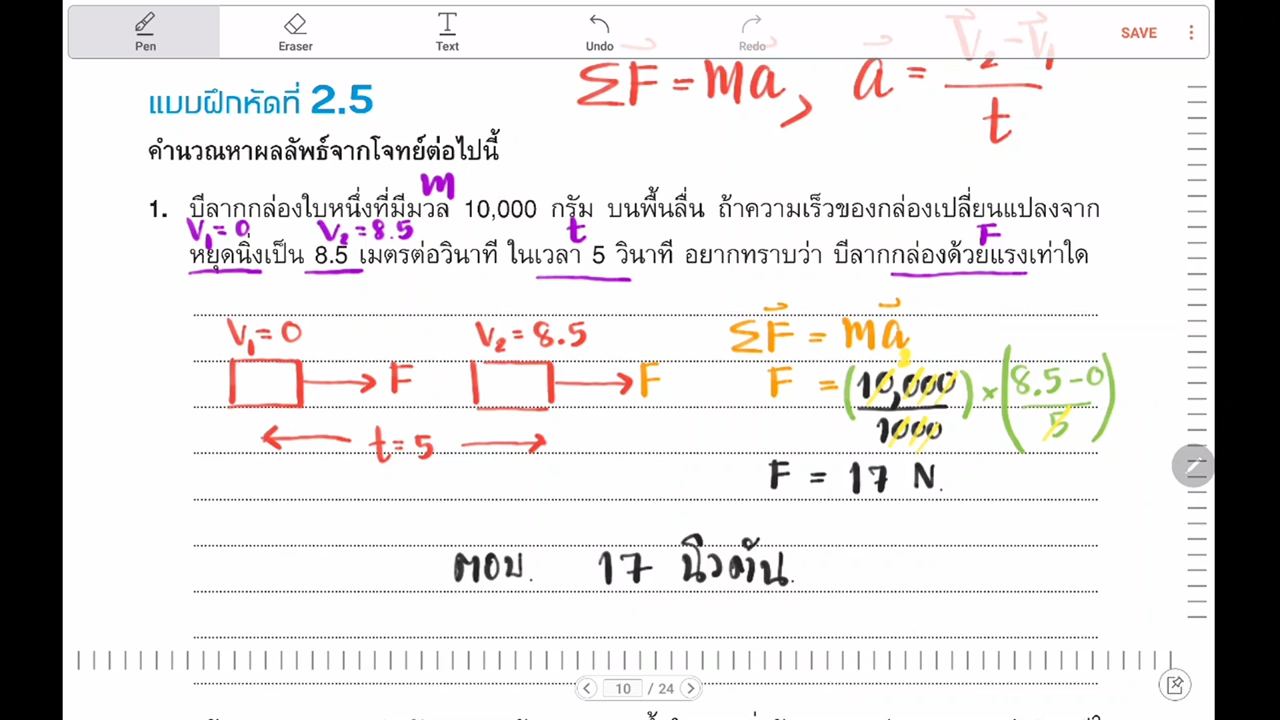 Pen Eraser Text Undo Redo SAVE
ΣF⃗ = ma⃗, a⃗ = (V⃗₂ - V⃗₁) / t
แบบฝึกหัดที่ 2.5
คำนวณหาผลลัพธ์จากโจทย์ต่อไปนี้
m
1. บีลากกล่องใบหนึ่งที่มีมวล 10,000 กรัม บนพื้นลื่น ถ้าความเร็วของกล่องเปลี่ยนแปลงจาก
V₁ = 0 V₂ = 8.5 t F
หยุดนิ่งเป็น 8.5 เมตรต่อวินาที ในเวลา 5 วินาที อยากทราบว่า บีลากกล่องด้วยแรงเท่าใด
V₁ = 0 V₂ = 8.5 ΣF⃗ = ma⃗
F F F = (10,000 / 1000) × (8.5 - 0 / 5)
t = 5
F = 17 N.
ตอบ. 17 นิวตัน.
10 / 24